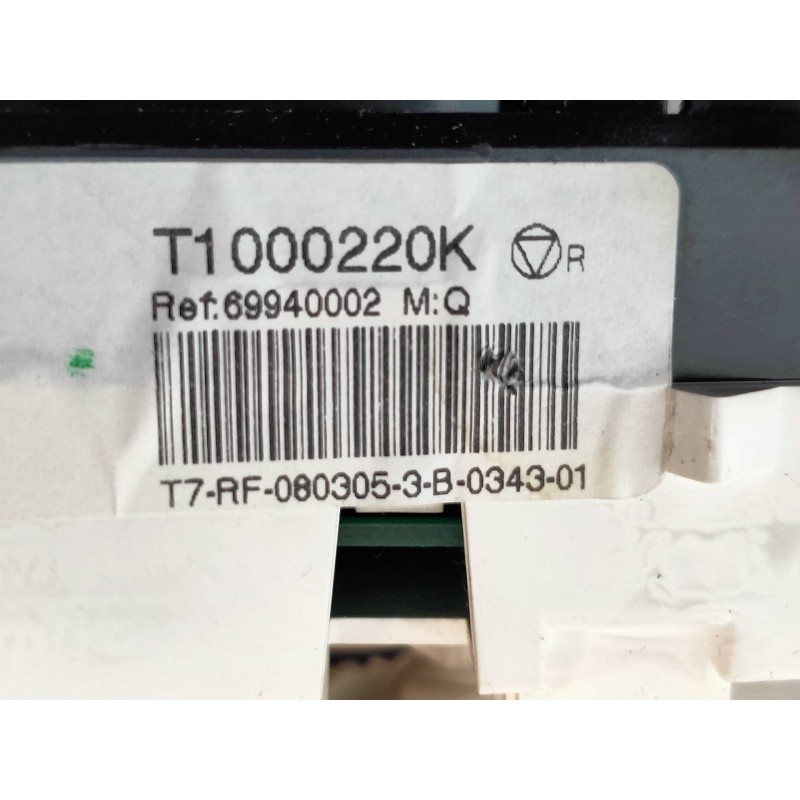 T1000220K R
Ref:69940002 M:Q
T7-RF-080305-3-B-0343-01